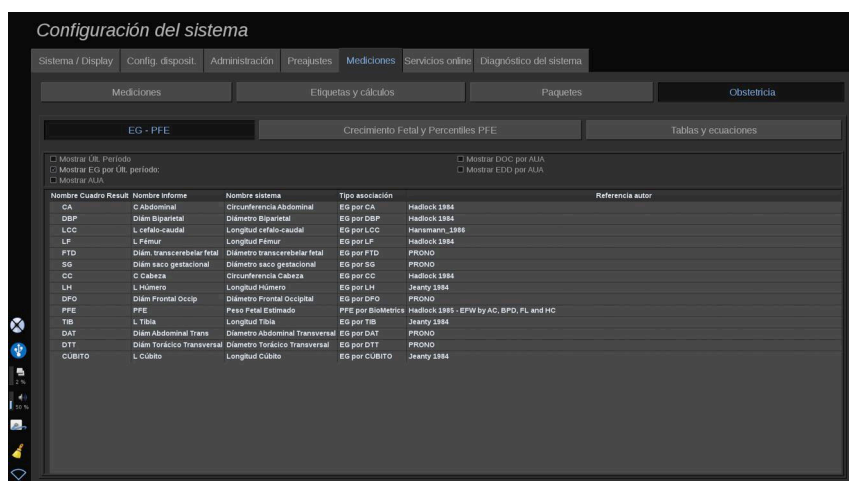 Configuración del sistema
Sistema / Display Config. disposit. Administración Preajustes Mediciones Servicios online Diagnóstico del sistema
Mediciones Etiquetas y cálculos Paquetes Obstetricia
EG - PFE Crecimiento Fetal y Percentiles PFE Tablas y ecuaciones
Mostrar Últ. Período Mostrar DOC por AUA
Mostrar EG por Últ. período: Mostrar EDD por AUA
Mostrar AUA
Nombre Cuadro Result Nombre Informe Nombre sistema Tipo asociación Referencia autor
CA C Abdominal Circunferencia Abdominal EG por CA Hadlock 1984
DBP Diám Biparietal Diámetro Biparietal EG por DBP Hadlock 1984
LCC L cefalo-caudal Longitud cefalo-caudal EG por LCC Hansmann_1986
LF L Fémur Longitud Fémur EG por LF Hadlock 1984
FTD Diám. transcerebelar fetal Diámetro transcerebelar fetal EG por FTD PRONO
SG Diám saco gestacional Diámetro saco gestacional EG por SG PRONO
CC C Cabeza Circunferencia Cabeza EG por CC Hadlock 1984
LH L Húmero Longitud Húmero EG por LH Jeanty 1984
DFO Diám Frontal Occip Diámetro Frontal Occipital EG por DFO PRONO
PFE PFE Peso Fetal Estimado PFE por BioMetrics Hadlock 1985 - EFW by AC, BPD, FL and HC
TIB L Tibia Longitud Tibia EG por TIB Jeanty 1984
DAT Diám Abdominal Trans Díametro Abdominal Transversal EG por DAT PRONO
DTT Diám Torácico Transversal Díametro Torácico Transversal EG por DTT PRONO
CÚBITO L Cúbito Longitud Cúbito EG por CÚBITO Jeanty 1984
2 %
50 %